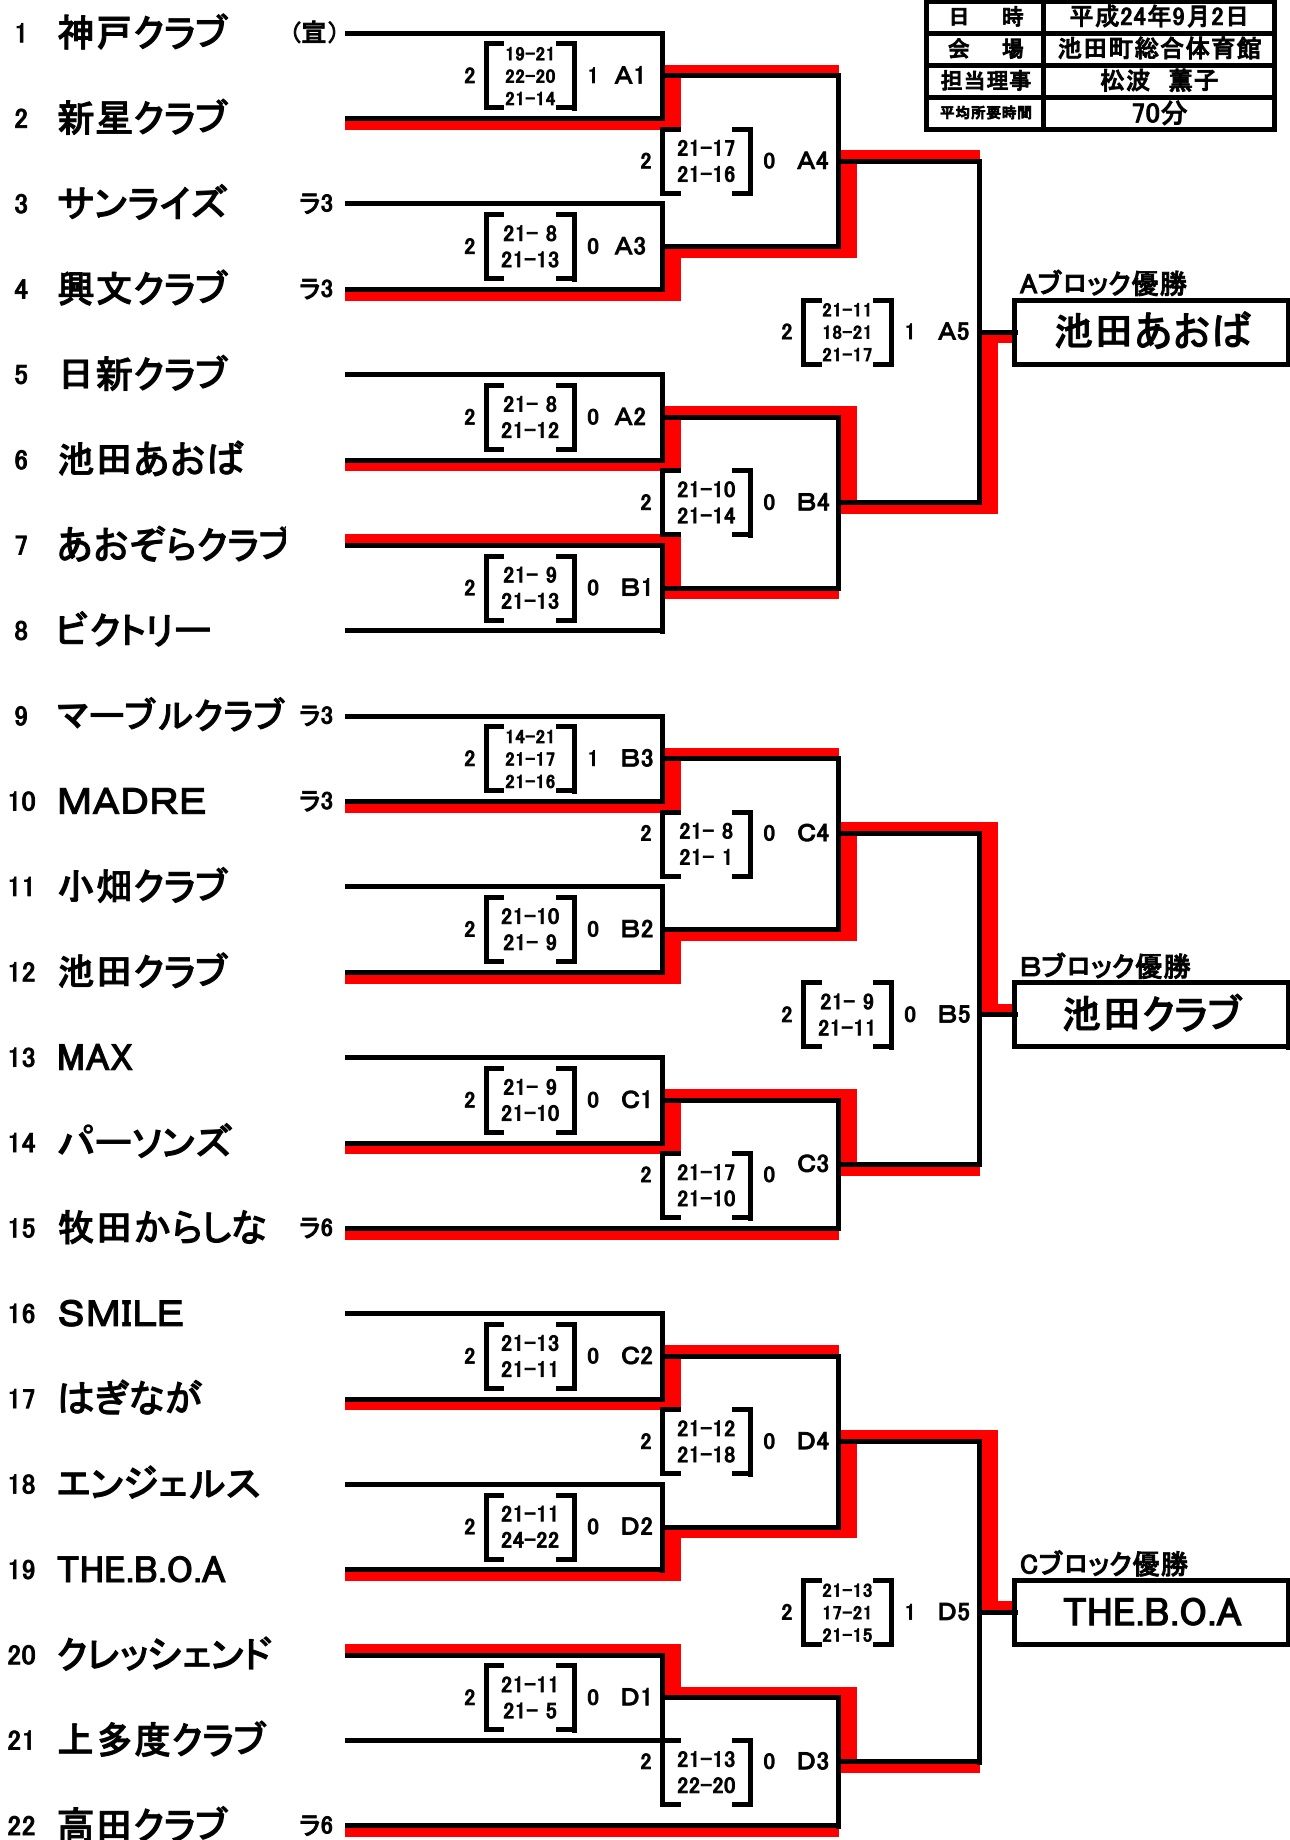 日 時 平成24年9月2日
会 場 池田町総合体育館
担当理事 松波 薫子
平均所要時間 70分
1 神戸クラブ (宣)
2 [19-21 22-20 21-14] 1 A1
2 新星クラブ
2 [21-17 21-16] 0 A4
3 サンライズ ラ3
2 [21- 8 21-13] 0 A3
4 興文クラブ ラ3
Aブロック優勝
池田あおば
2 [21-11 18-21 21-17] 1 A5
5 日新クラブ
2 [21- 8 21-12] 0 A2
6 池田あおば
2 [21-10 21-14] 0 B4
7 あおぞらクラブ
2 [21- 9 21-13] 0 B1
8 ビクトリー
9 マーブルクラブ ラ3
2 [14-21 21-17 21-16] 1 B3
10 MADRE ラ3
2 [21- 8 21- 1] 0 C4
11 小畑クラブ
2 [21-10 21- 9] 0 B2
12 池田クラブ
Bブロック優勝
池田クラブ
2 [21- 9 21-11] 0 B5
13 MAX
2 [21- 9 21-10] 0 C1
14 パーソンズ
2 [21-17 21-10] 0 C3
15 牧田からしな ラ6
16 SMILE
2 [21-13 21-11] 0 C2
17 はぎなが
2 [21-12 21-18] 0 D4
18 エンジェルス
2 [21-11 24-22] 0 D2
19 THE.B.O.A
Cブロック優勝
THE.B.O.A
2 [21-13 17-21 21-15] 1 D5
20 クレッシェンド
2 [21-11 21- 5] 0 D1
21 上多度クラブ
2 [21-13 22-20] 0 D3
22 高田クラブ ラ6